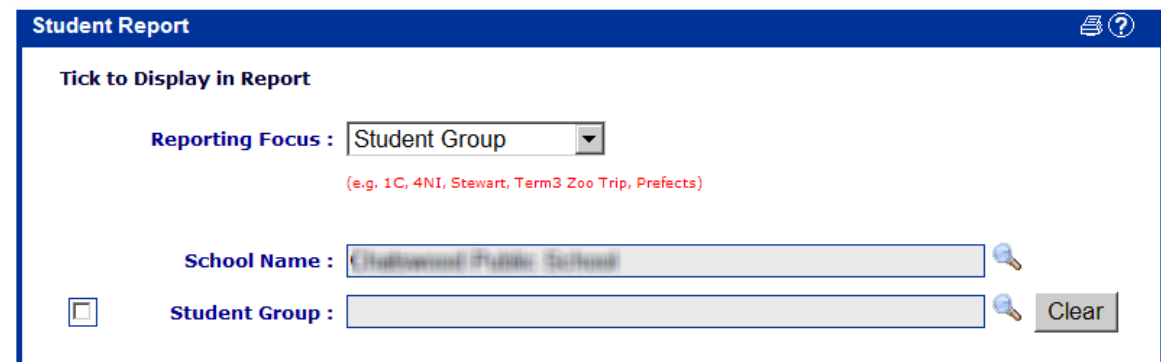 Student Report
Tick to Display in Report
Reporting Focus : Student Group
(e.g. 1C, 4NI, Stewart, Term3 Zoo Trip, Prefects)
School Name :
Student Group : Clear